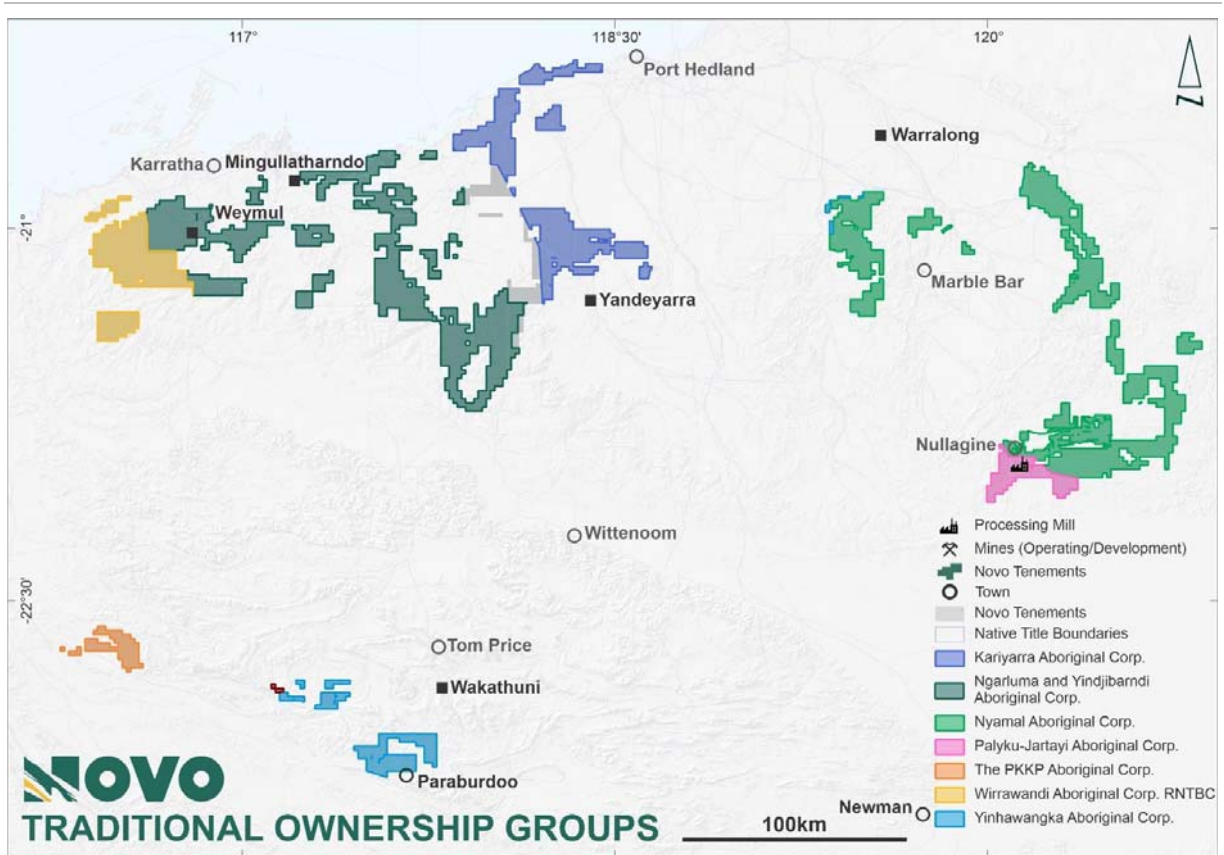 117°
118°30'
120°
Port Hedland
Z
Warralong
Karratha
Mingullatharndo
Weymul
-21°
Marble Bar
Yandeyarra
Nullagine
Wittenoom
Processing Mill
Mines (Operating/Development)
Novo Tenements
Town
-22°30'
Novo Tenements
Native Title Boundaries
Tom Price
Kariyarra Aboriginal Corp.
Wakathuni
Ngarluma and Yindjibarndi
Aboriginal Corp.
Nyamal Aboriginal Corp.
Palyku-Jartayi Aboriginal Corp.
The PKKP Aboriginal Corp.
Paraburdoo
Wirrawandi Aboriginal Corp. RNTBC
Newman
Yinhawangka Aboriginal Corp.
NOVO
TRADITIONAL OWNERSHIP GROUPS
100km